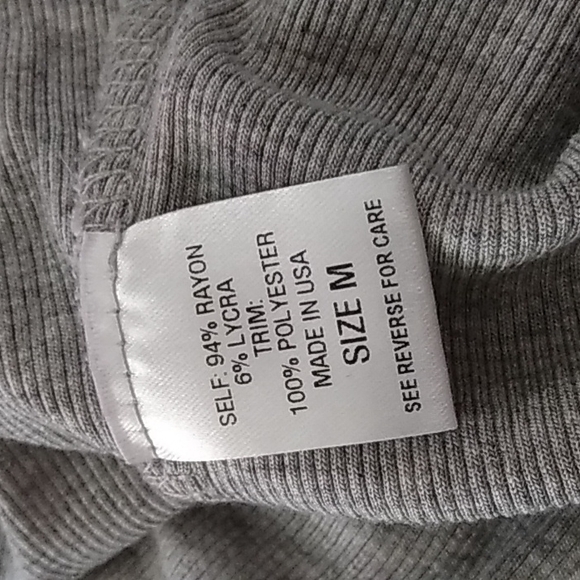 SELF: 94% RAYON
6% LYCRA
TRIM:
100% POLYESTER
MADE IN USA
SIZE M
SEE REVERSE FOR CARE